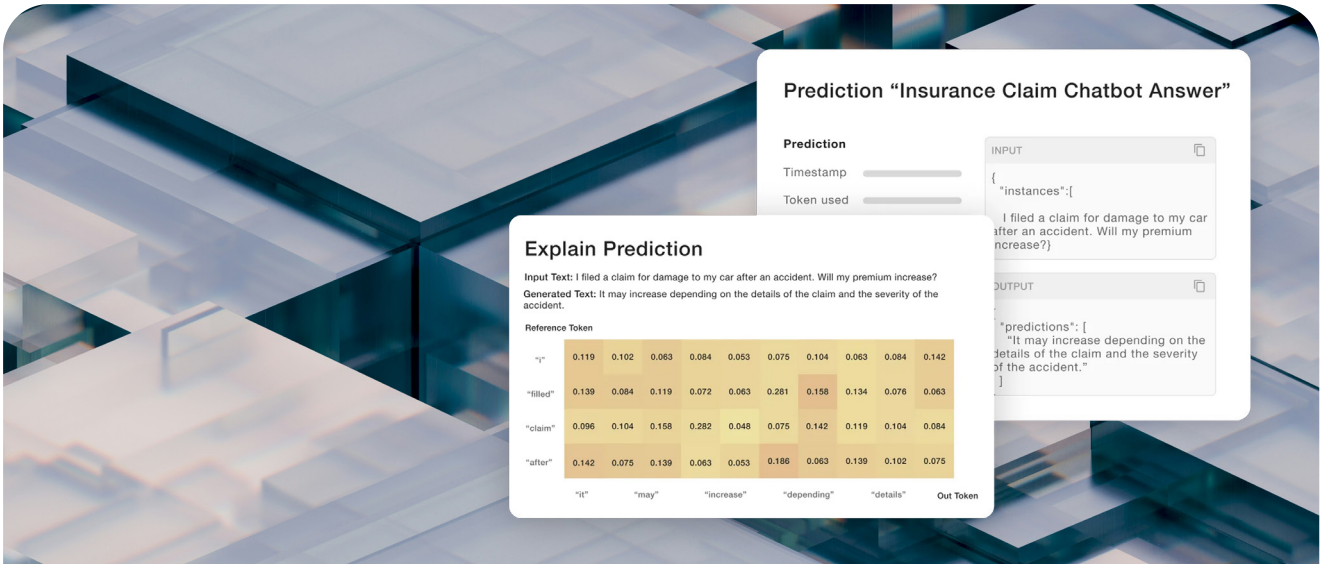 Prediction “Insurance Claim Chatbot Answer”
Prediction
Timestamp
Token used
INPUT
{
"instances":[
I filed a claim for damage to my car
after an accident. Will my premium
increase?}
OUTPUT
"predictions": [
"It may increase depending on the
details of the claim and the severity
of the accident.”
]
Explain Prediction
Input Text: I filed a claim for damage to my car after an accident. Will my premium increase?
Generated Text: It may increase depending on the details of the claim and the severity of the
accident.
Reference Token
“i” 0.119 0.102 0.063 0.084 0.053 0.075 0.104 0.063 0.084 0.142
“filled” 0.139 0.084 0.119 0.072 0.063 0.281 0.158 0.134 0.076 0.063
“claim” 0.096 0.104 0.158 0.282 0.048 0.075 0.142 0.119 0.104 0.084
“after” 0.142 0.075 0.139 0.063 0.053 0.186 0.063 0.139 0.102 0.075
“it” “may” “increase” “depending” “details” Out Token